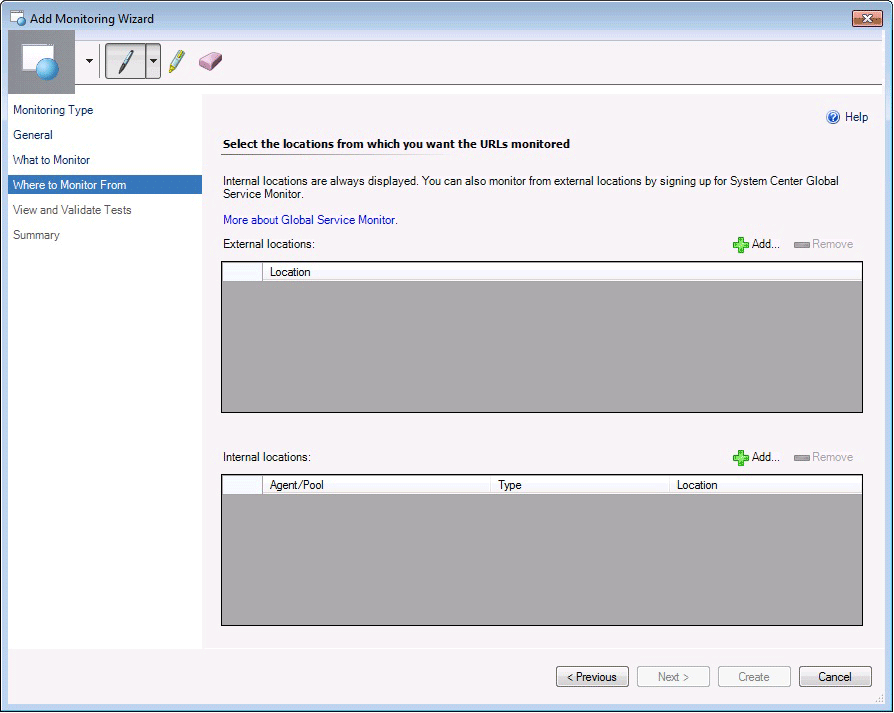 Add Monitoring Wizard
Monitoring Type
General
What to Monitor
Where to Monitor From
View and Validate Tests
Summary
Help
Select the locations from which you want the URLs monitored
Internal locations are always displayed. You can also monitor from external locations by signing up for System Center Global
Service Monitor.
More about Global Service Monitor.
External locations:
Add...
Remove
Location
Internal locations:
Add...
Remove
Agent/Pool
Type
Location
< Previous
Next >
Create
Cancel